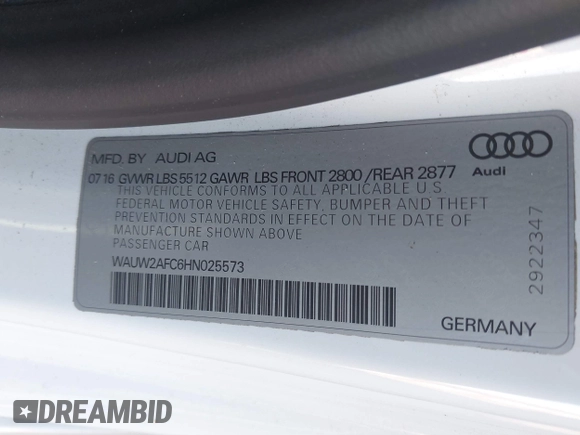 MFD. BY AUDI AG
0716 GVWR LBS 5512 GAWR LBS FRONT 2800 /REAR 2877
THIS VEHICLE CONFORMS TO ALL APPLICABLE U.S.
FEDERAL MOTOR VEHICLE SAFETY, BUMPER AND THEFT
PREVENTION STANDARDS IN EFFECT ON THE DATE OF
MANUFACTURE SHOWN ABOVE
PASSENGER CAR
WAUW2AFC6HN025573
Audi
2922347
GERMANY
DREAMBID